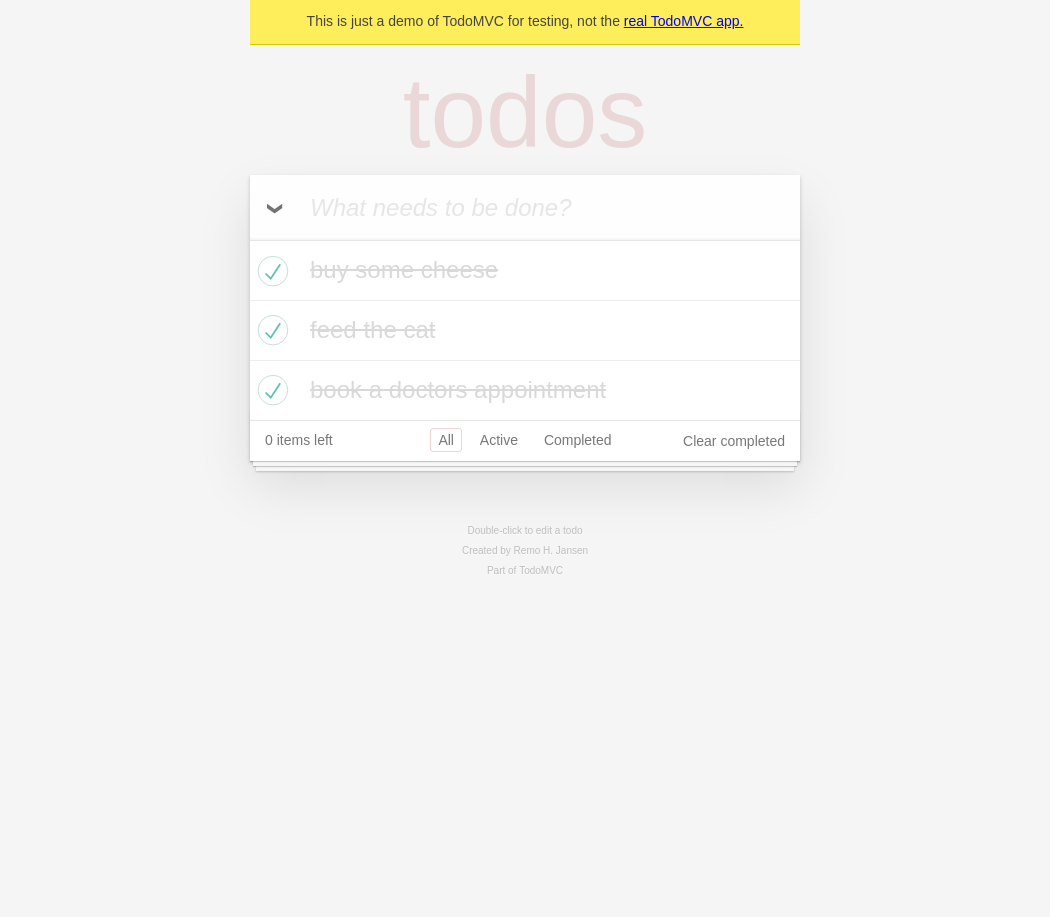 This is just a demo of TodoMVC for testing, not the real TodoMVC app.
todos
What needs to be done?
buy some cheese
feed the cat
book a doctors appointment
0 items left All Active Completed Clear completed
Double-click to edit a todo
Created by Remo H. Jansen
Part of TodoMVC